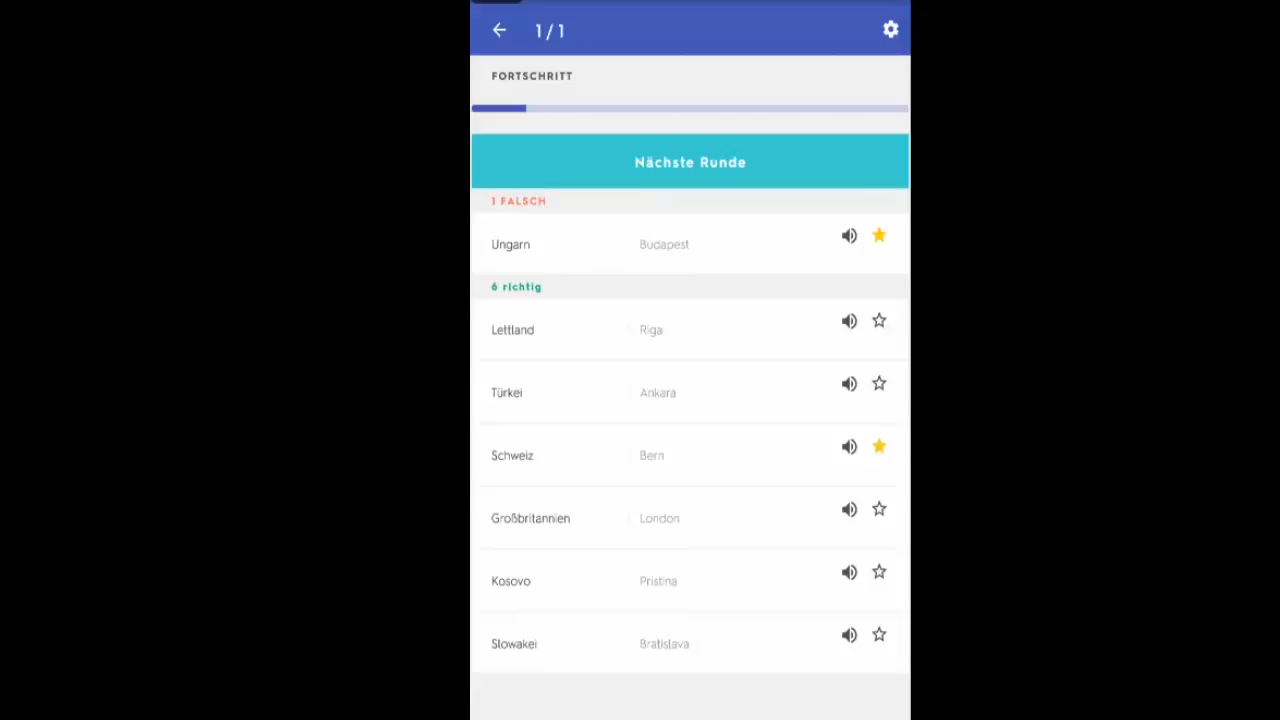 1/1
FORTSCHRITT
Nächste Runde
1 FALSCH
Ungarn Budapest
6 richtig
Lettland Riga
Türkei Ankara
Schweiz Bern
Großbritannien London
Kosovo Pristina
Slowakei Bratislava